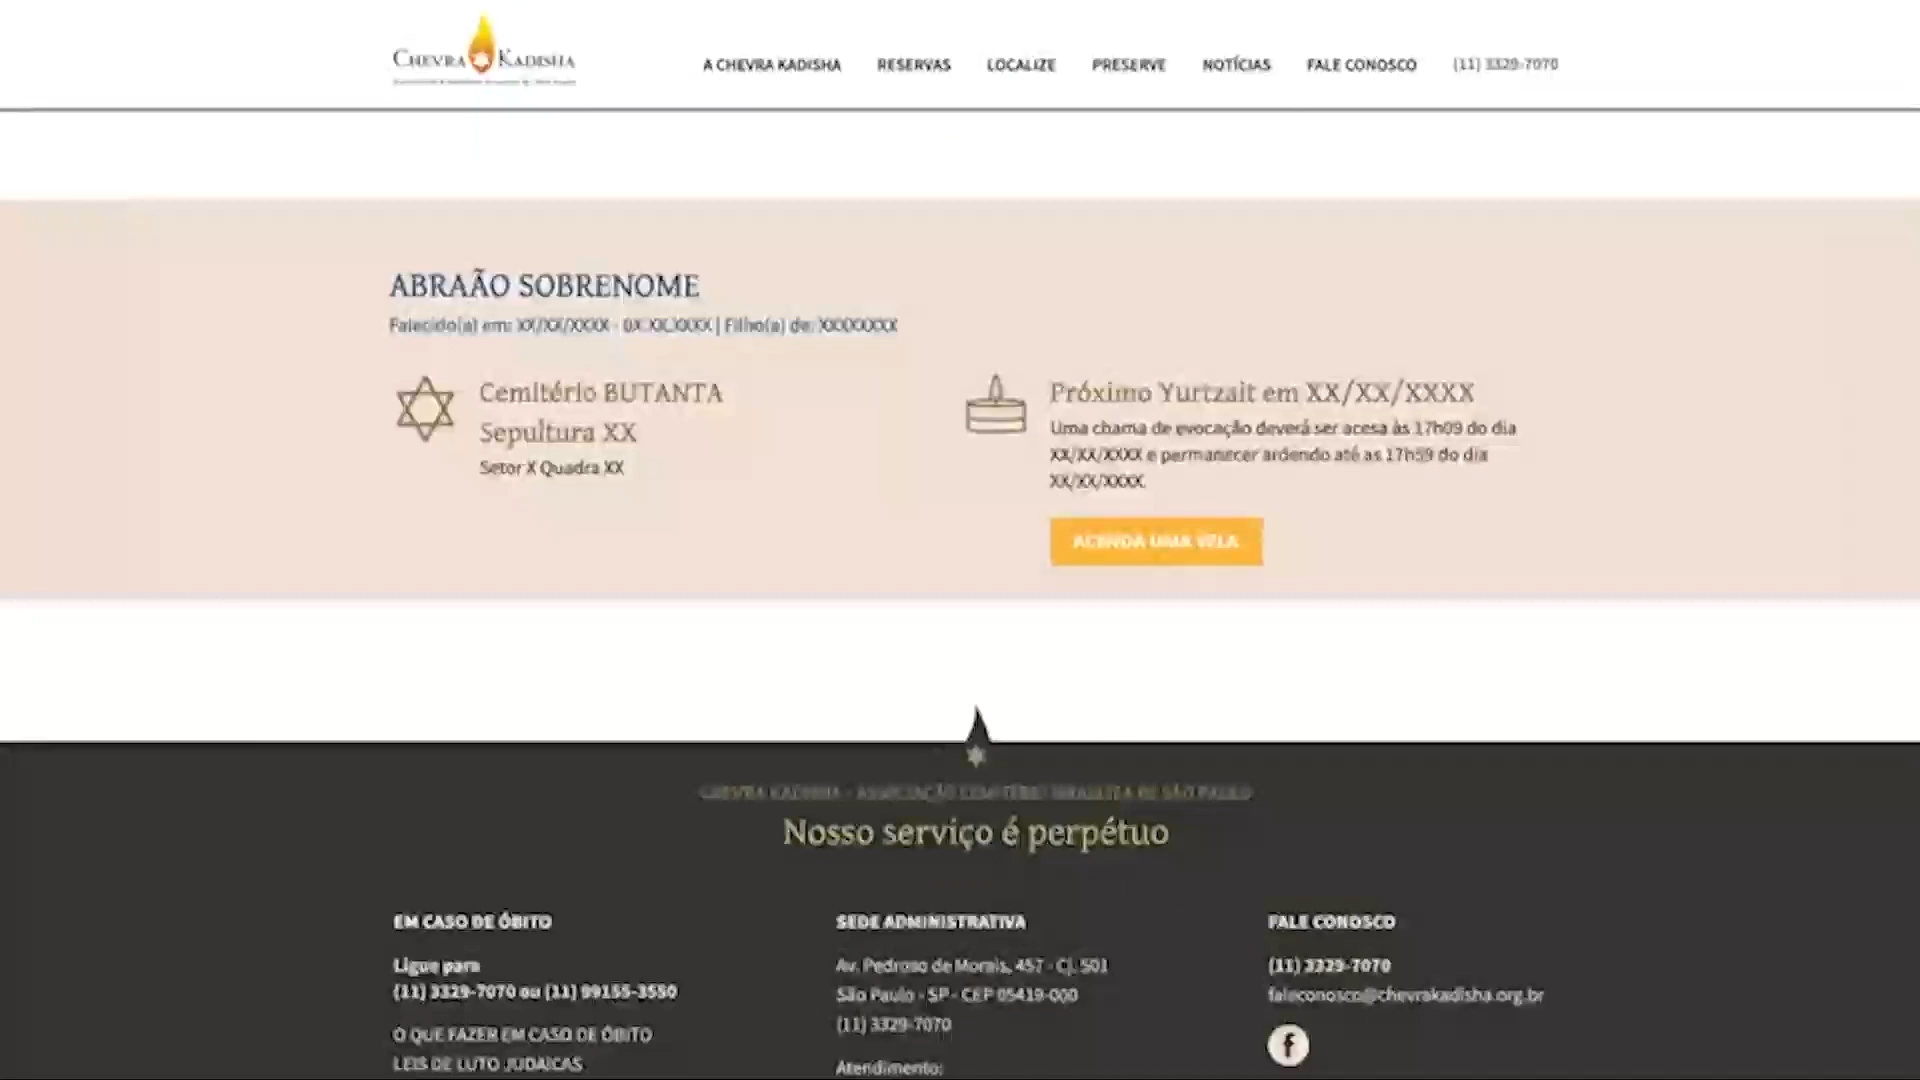 CHEVRA KADISHA
A CHEVRA KADISHA RESERVAS LOCALIZE PRESERVE NOTÍCIAS FALE CONOSCO (11) 3329-7070
ABRAÃO SOBRENOME
Falecido(a) em: XX/XX/XXXX - 0X.XX.XXXX | Filho(a) de: XXXXXXXX
Cemitério BUTANTA
Sepultura XX
Setor X Quadra XX
Próximo Yurtzait em XX/XX/XXXX
Uma chama de evocação deverá ser acesa às 17h09 do dia
XX/XX/XXXX e permanecer ardendo até as 17h59 do dia
XX/XX/XXXX.
ACENDA UMA VELA
CHEVRA KADISHA - ASSOCIAÇÃO CEMITÉRIO ISRAELITA DE SÃO PAULO
Nosso serviço é perpétuo
EM CASO DE ÓBITO
Ligue para
(11) 3329-7070 ou (11) 99155-3550
O QUE FAZER EM CASO DE ÓBITO
LEIS DE LUTO JUDAICAS
SEDE ADMINISTRATIVA
Av. Pedroso de Morais, 457 - Cj. 501
São Paulo - SP - CEP 05419-000
(11) 3329-7070
Atendimento:
FALE CONOSCO
(11) 3329-7070
faleconosco@chevrakadisha.org.br